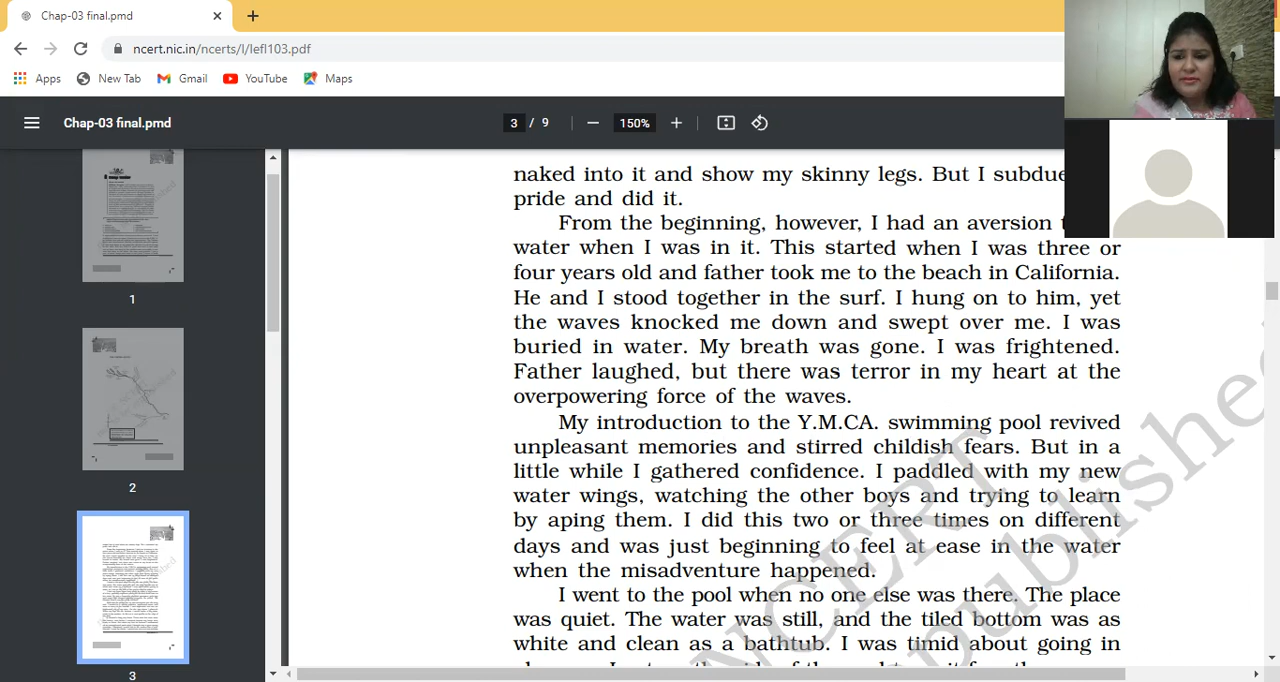 Chap-03 final.pmd
ncert.nic.in/ncerts/l/lefl103.pdf
Apps New Tab Gmail YouTube Maps
Chap-03 final.pmd 3 / 9 150%
1
2
3
naked into it and show my skinny legs. But I
pride and did it.
From the beginning, however, I had an aversion
water when I was in it. This started when I was three or
four years old and father took me to the beach in California.
He and I stood together in the surf. I hung on to him, yet
the waves knocked me down and swept over me. I was
buried in water. My breath was gone. I was frightened.
Father laughed, but there was terror in my heart at the
overpowering force of the waves.
My introduction to the Y.M.CA. swimming pool revived
unpleasant memories and stirred childish fears. But in a
little while I gathered confidence. I paddled with my new
water wings, watching the other boys and trying to learn
by aping them. I did this two or three times on different
days and was just beginning to feel at ease in the water
when the misadventure happened.
I went to the pool when no one else was there. The place
was quiet. The water was still, and the tiled bottom was as
white and clean as a bathtub. I was timid about going in
NCERT
published